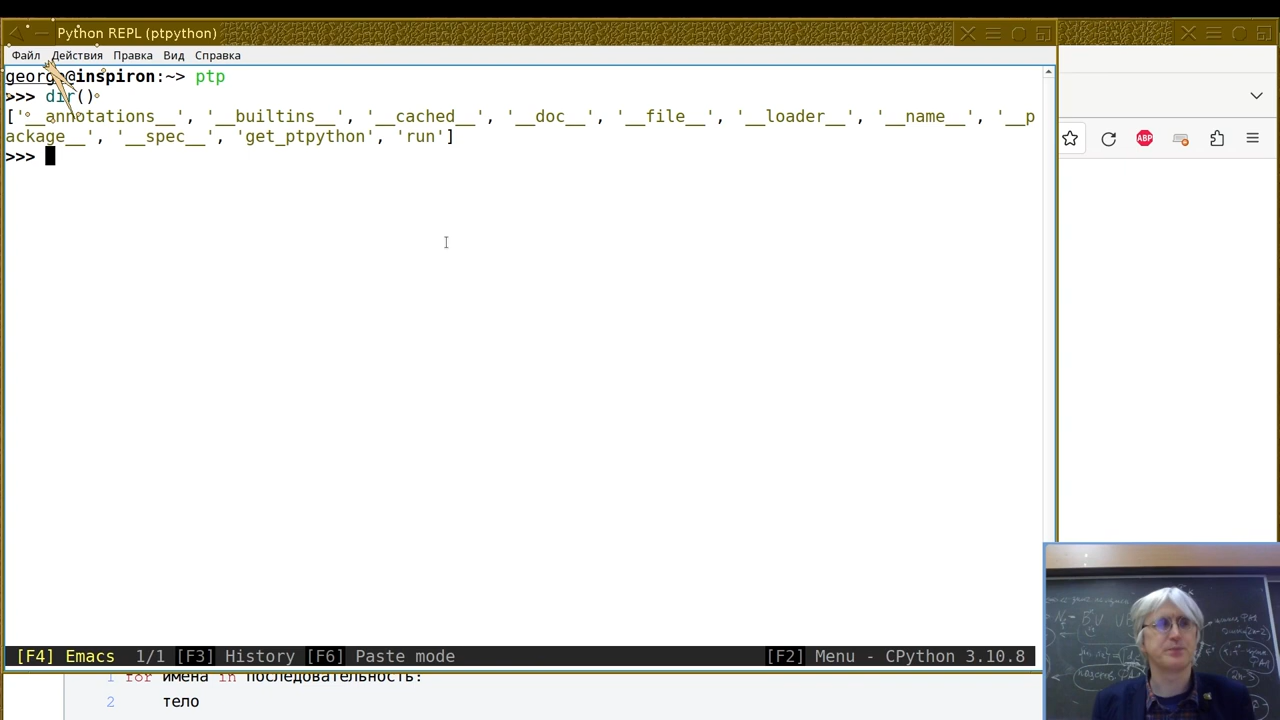 Python REPL (ptpython)
Файл Действия Правка Вид Справка
george@inspiron:~> ptp
>>> dir()
['__annotations__', '__builtins__', '__cached__', '__doc__', '__file__', '__loader__', '__name__', '__p
ackage__', '__spec__', 'get_ptpython', 'run']
>>>
ABP
[F4] Emacs 1/1 [F3] History [F6] Paste mode [F2] Menu - CPython 3.10.8
1 for имена in последовательность:
2 тело